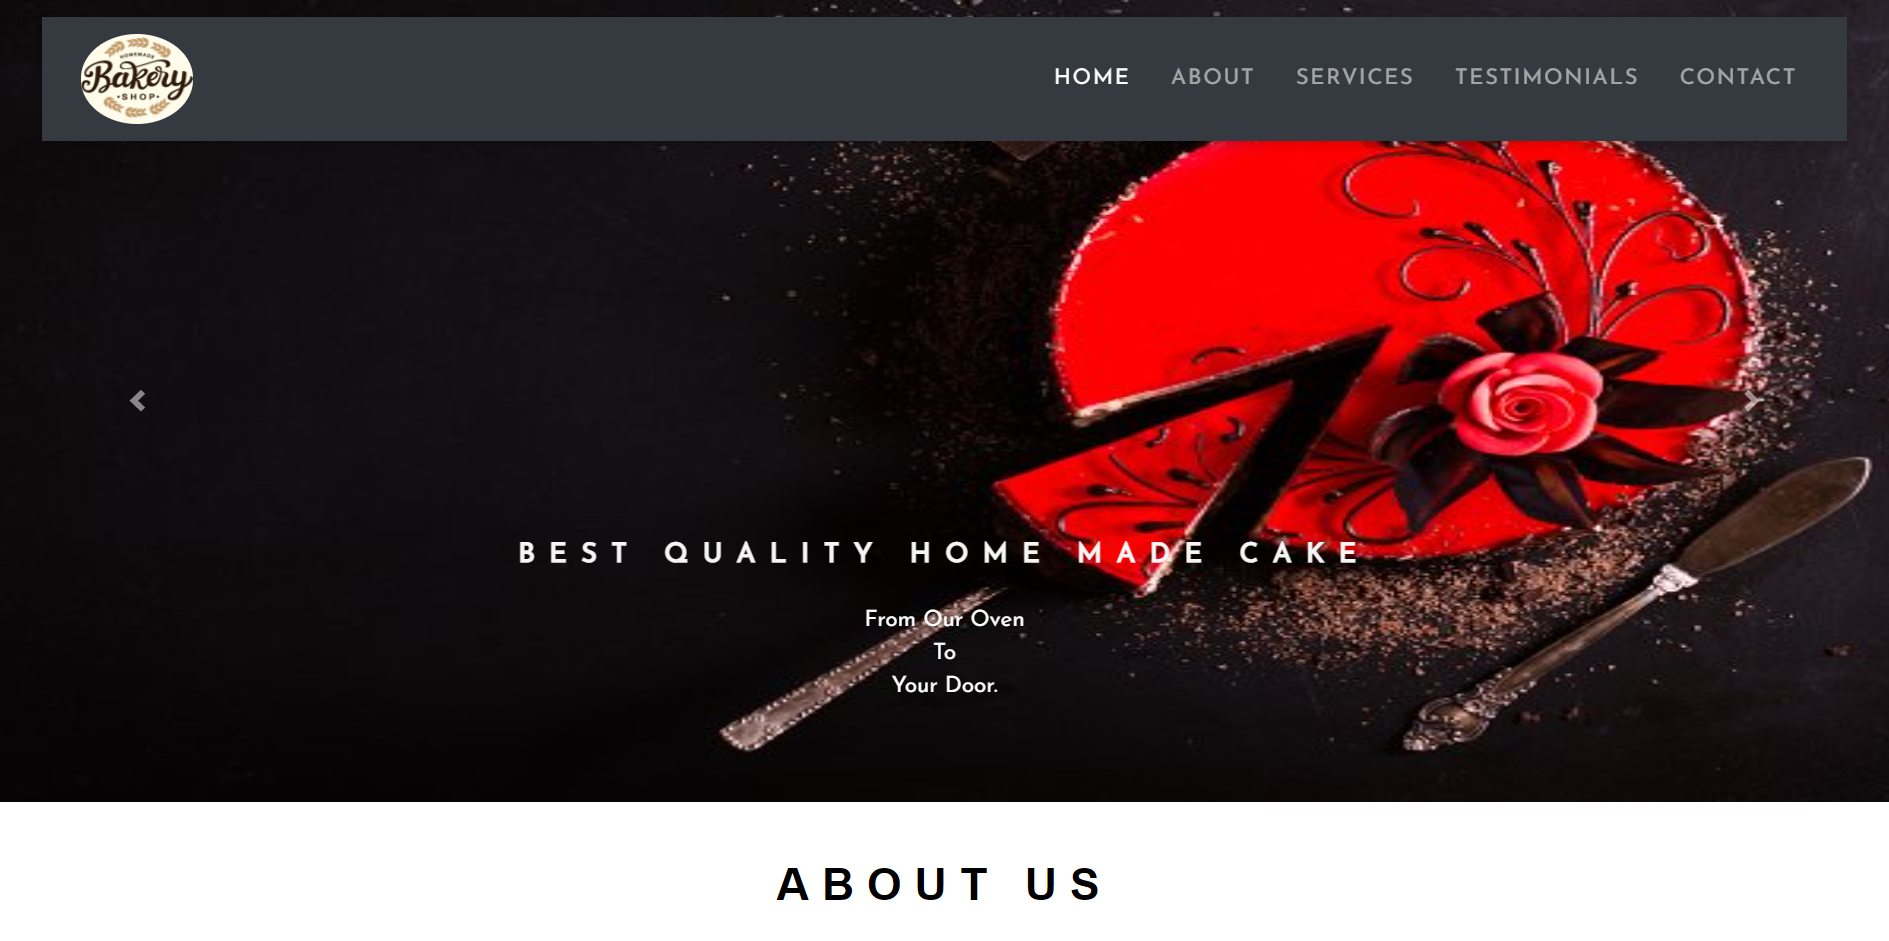 HOMEMADE
Bakery
•SHOP•
HOME ABOUT SERVICES TESTIMONIALS CONTACT
BEST QUALITY HOME MADE CAKE
From Our Oven
To
Your Door.
ABOUT US